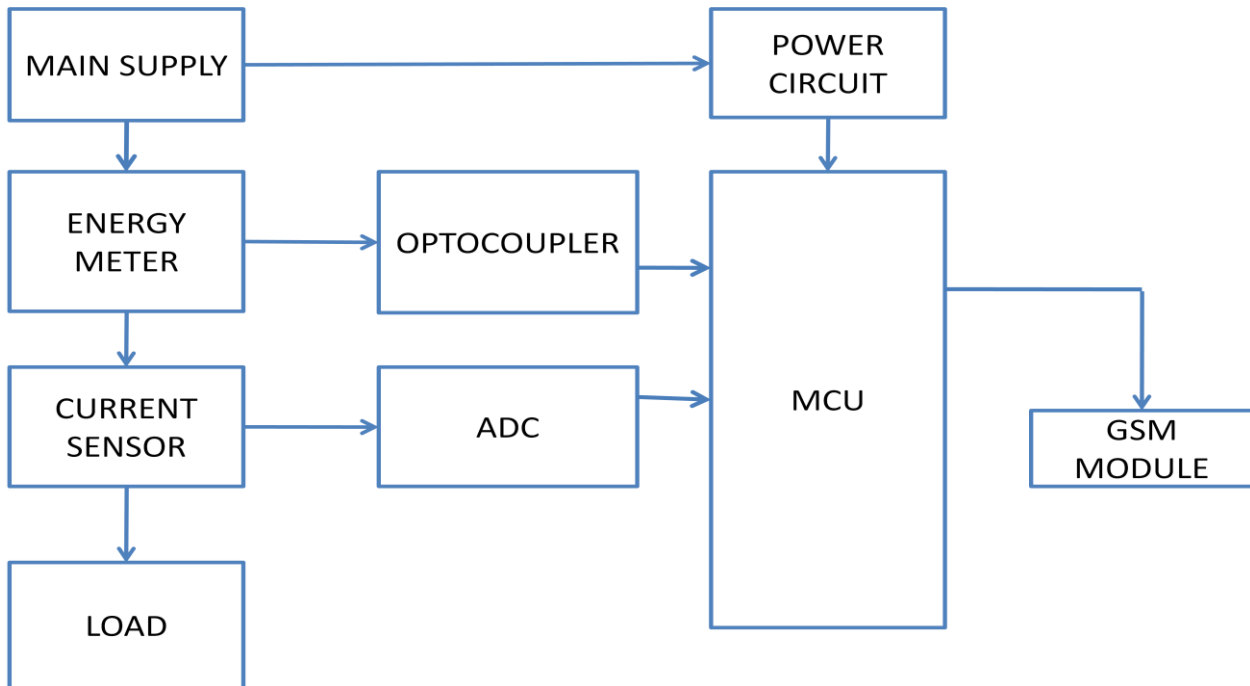 MAIN SUPPLY
POWER
CIRCUIT
ENERGY
METER
OPTOCOUPLER
MCU
CURRENT
SENSOR
ADC
GSM
MODULE
LOAD